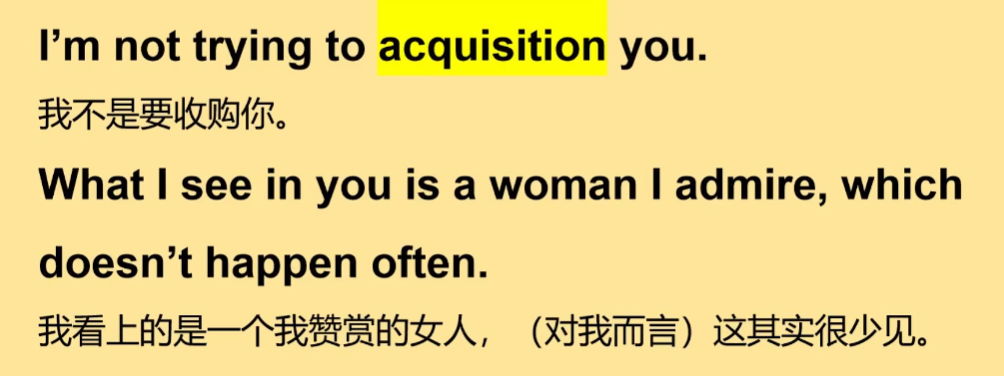 I’m not trying to acquisition you.
我不是要收购你。
What I see in you is a woman I admire, which
doesn’t happen often.
我看上的是一个我赞赏的女人，（对我而言）这其实很少见。